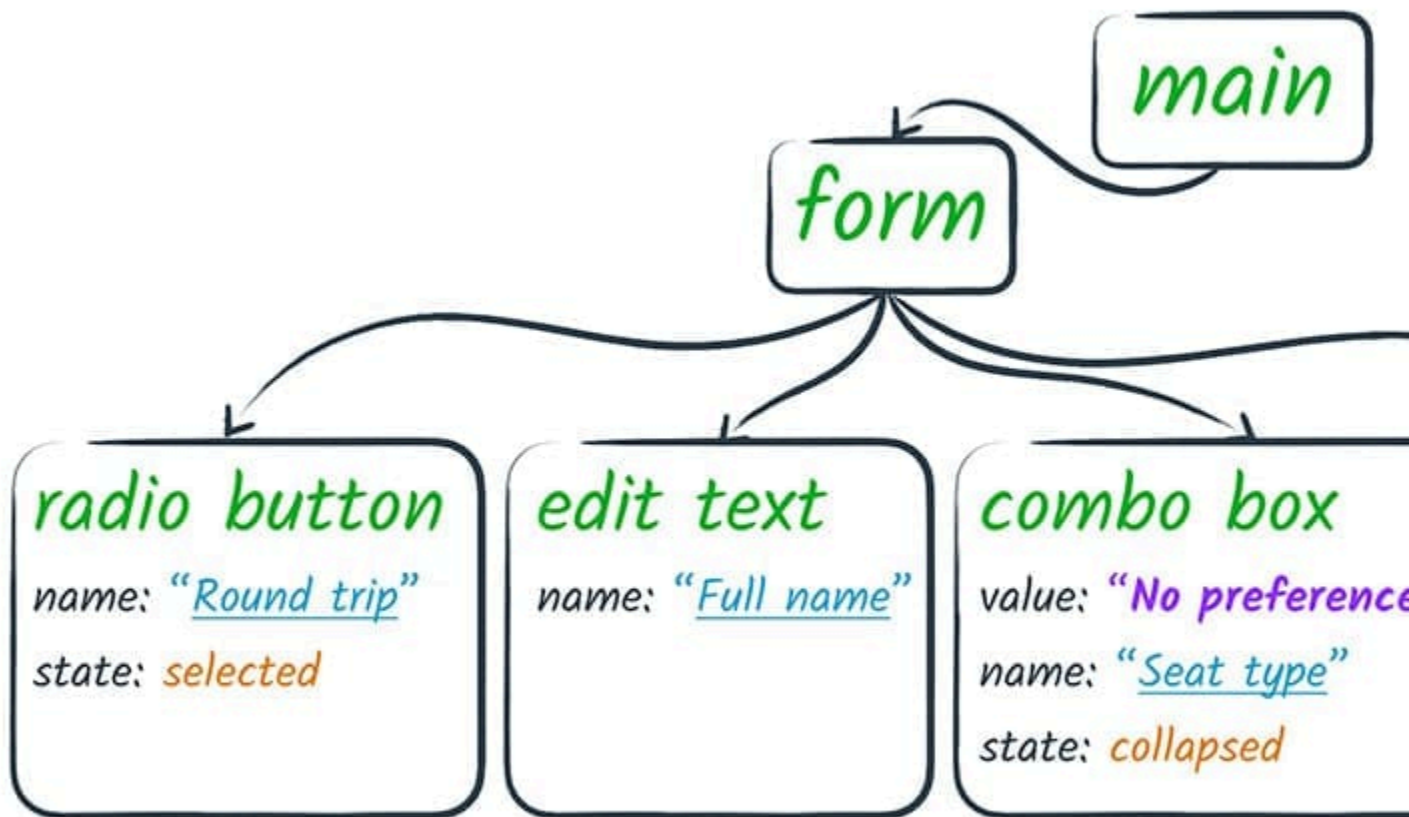 main
form
radio button
name: “Round trip”
state: selected
edit text
name: “Full name”
combo box
value: “No preference
name: “Seat type”
state: collapsed